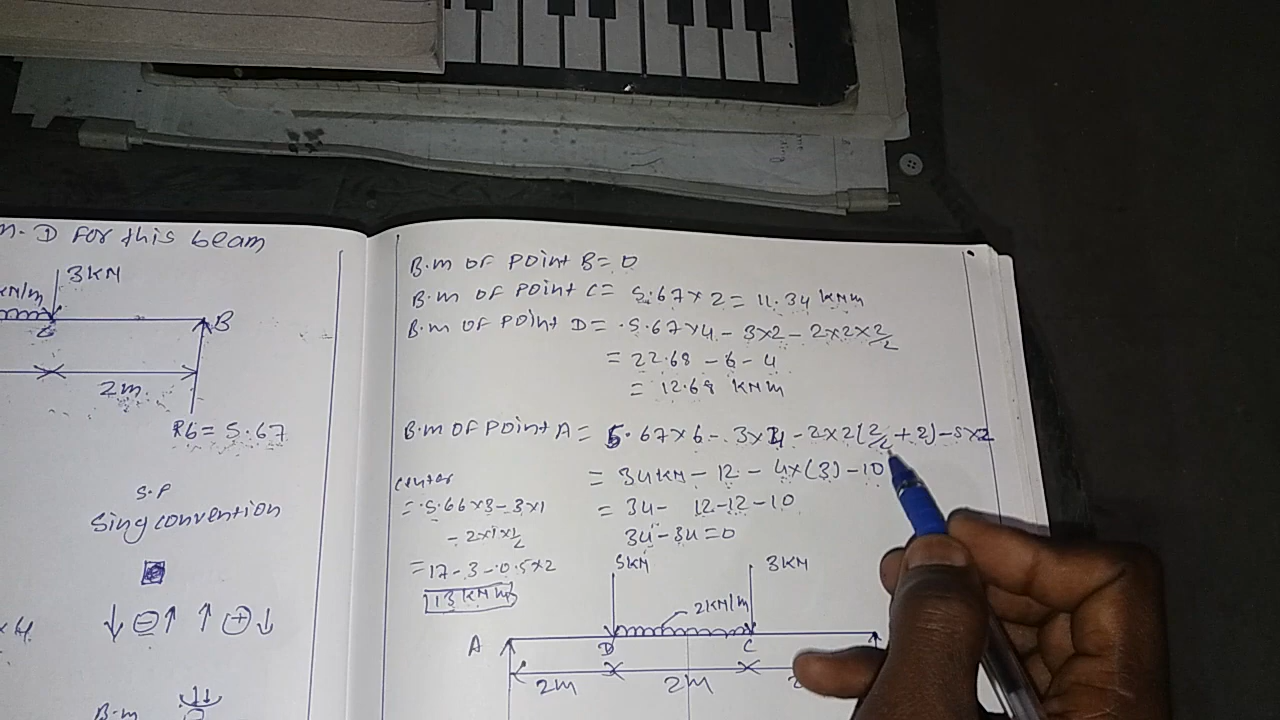 m. D For this beam
3KN
KN/m
C
B
2m
Rb = 5.67
S.F
Sing convention
↓ ⊖ ↑ ↑ ⊕ ↓
×4
B.m
B.m OF Point B= 0
B.m OF Point C= 5.67×2 = 11.34 KNm
B.m OF Point D= 5.67×4 - 3×2 - 2×2×2/2
= 22.68 - 6 - 4
= 12.68 KNm
B.m OF Point A = 5.67×6 - 3×4 - 2×2(2/2+2) - 5×2
= 34KN - 12 - 4×(3) - 10
= 34 - 12-12-10
34-34=0
center
= 5.66×3 - 3×1
- 2×1×1/2
= 17-3-0.5×2
13 KNm
5KN
3KN
2KN/m
A
D
C
2m
2m
2